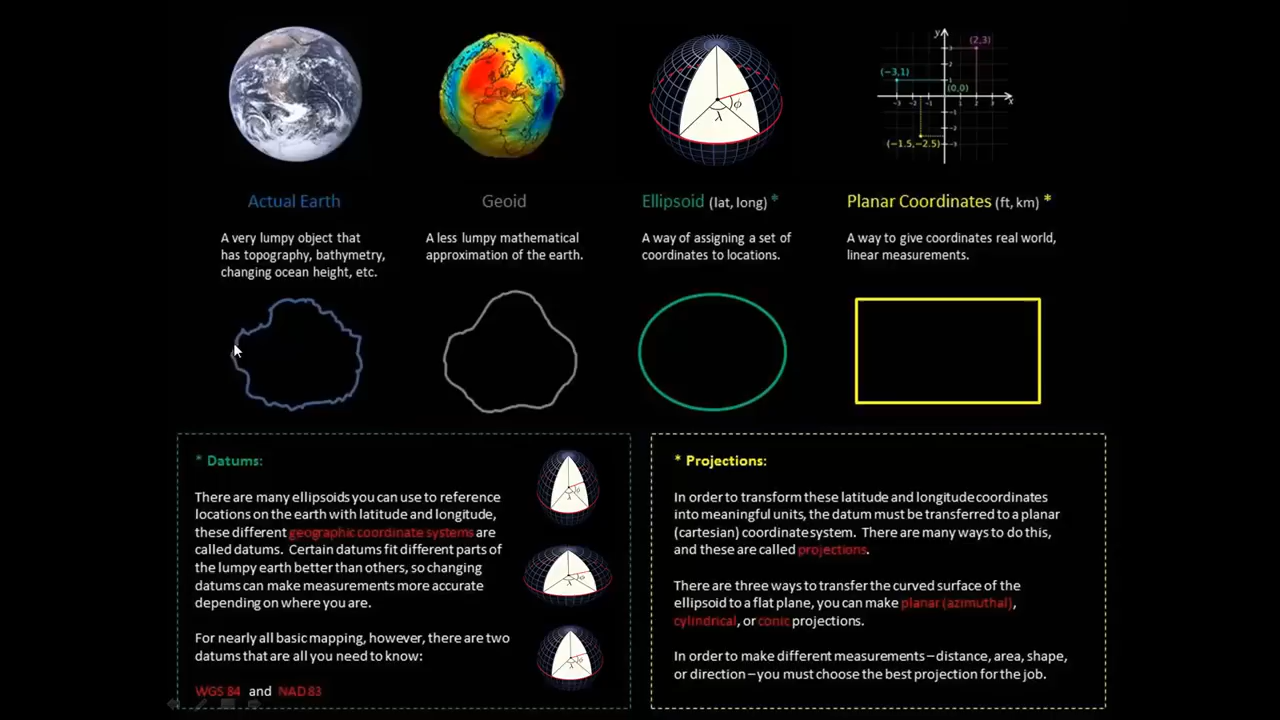 y
(2,3)
(−3,1)
(0,0)
x
(−1.5,−2.5)
ϕ
λ
Actual Earth
Geoid
Ellipsoid (lat, long) *
Planar Coordinates (ft, km) *
A very lumpy object that
has topography, bathymetry,
changing ocean height, etc.
A less lumpy mathematical
approximation of the earth.
A way of assigning a set of
coordinates to locations.
A way to give coordinates real world,
linear measurements.
* Datums:
There are many ellipsoids you can use to reference
locations on the earth with latitude and longitude,
these different geographic coordinate systems are
called datums. Certain datums fit different parts of
the lumpy earth better than others, so changing
datums can make measurements more accurate
depending on where you are.
For nearly all basic mapping, however, there are two
datums that are all you need to know:
WGS 84 and NAD 83
* Projections:
In order to transform these latitude and longitude coordinates
into meaningful units, the datum must be transferred to a planar
(cartesian) coordinate system. There are many ways to do this,
and these are called projections.
There are three ways to transfer the curved surface of the
ellipsoid to a flat plane, you can make planar (azimuthal),
cylindrical, or conic projections.
In order to make different measurements – distance, area, shape,
or direction – you must choose the best projection for the job.